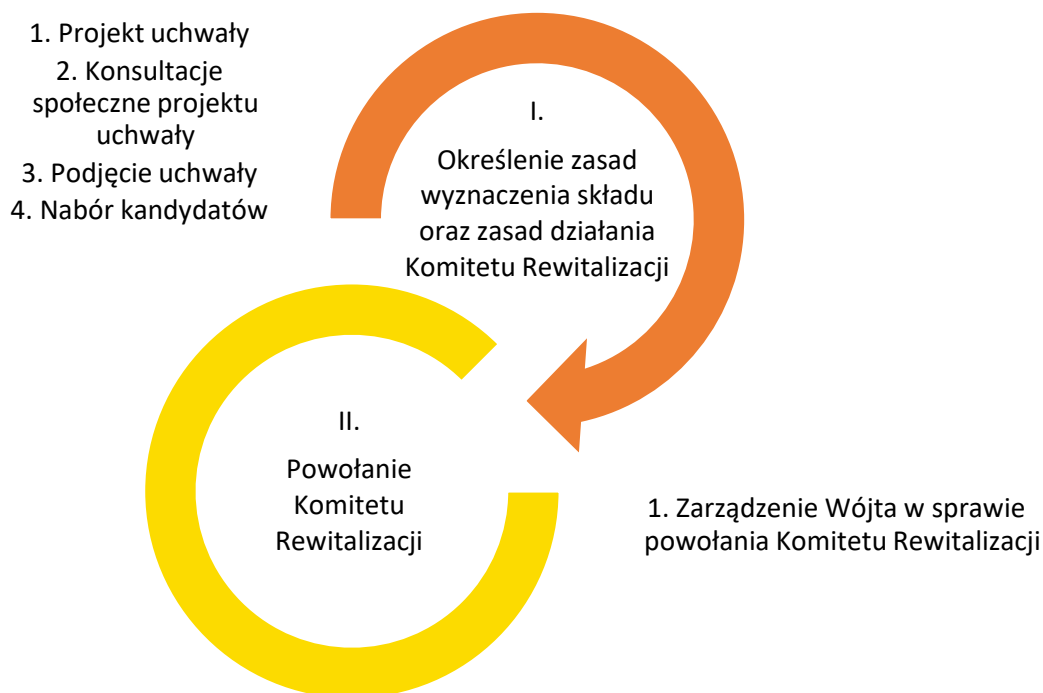 1. Projekt uchwały
2. Konsultacje
społeczne projektu
uchwały
3. Podjęcie uchwały
4. Nabór kandydatów
I.
Określenie zasad
wyznaczenia składu
oraz zasad działania
Komitetu Rewitalizacji
II.
Powołanie
Komitetu
Rewitalizacji
1. Zarządzenie Wójta w sprawie
powołania Komitetu Rewitalizacji